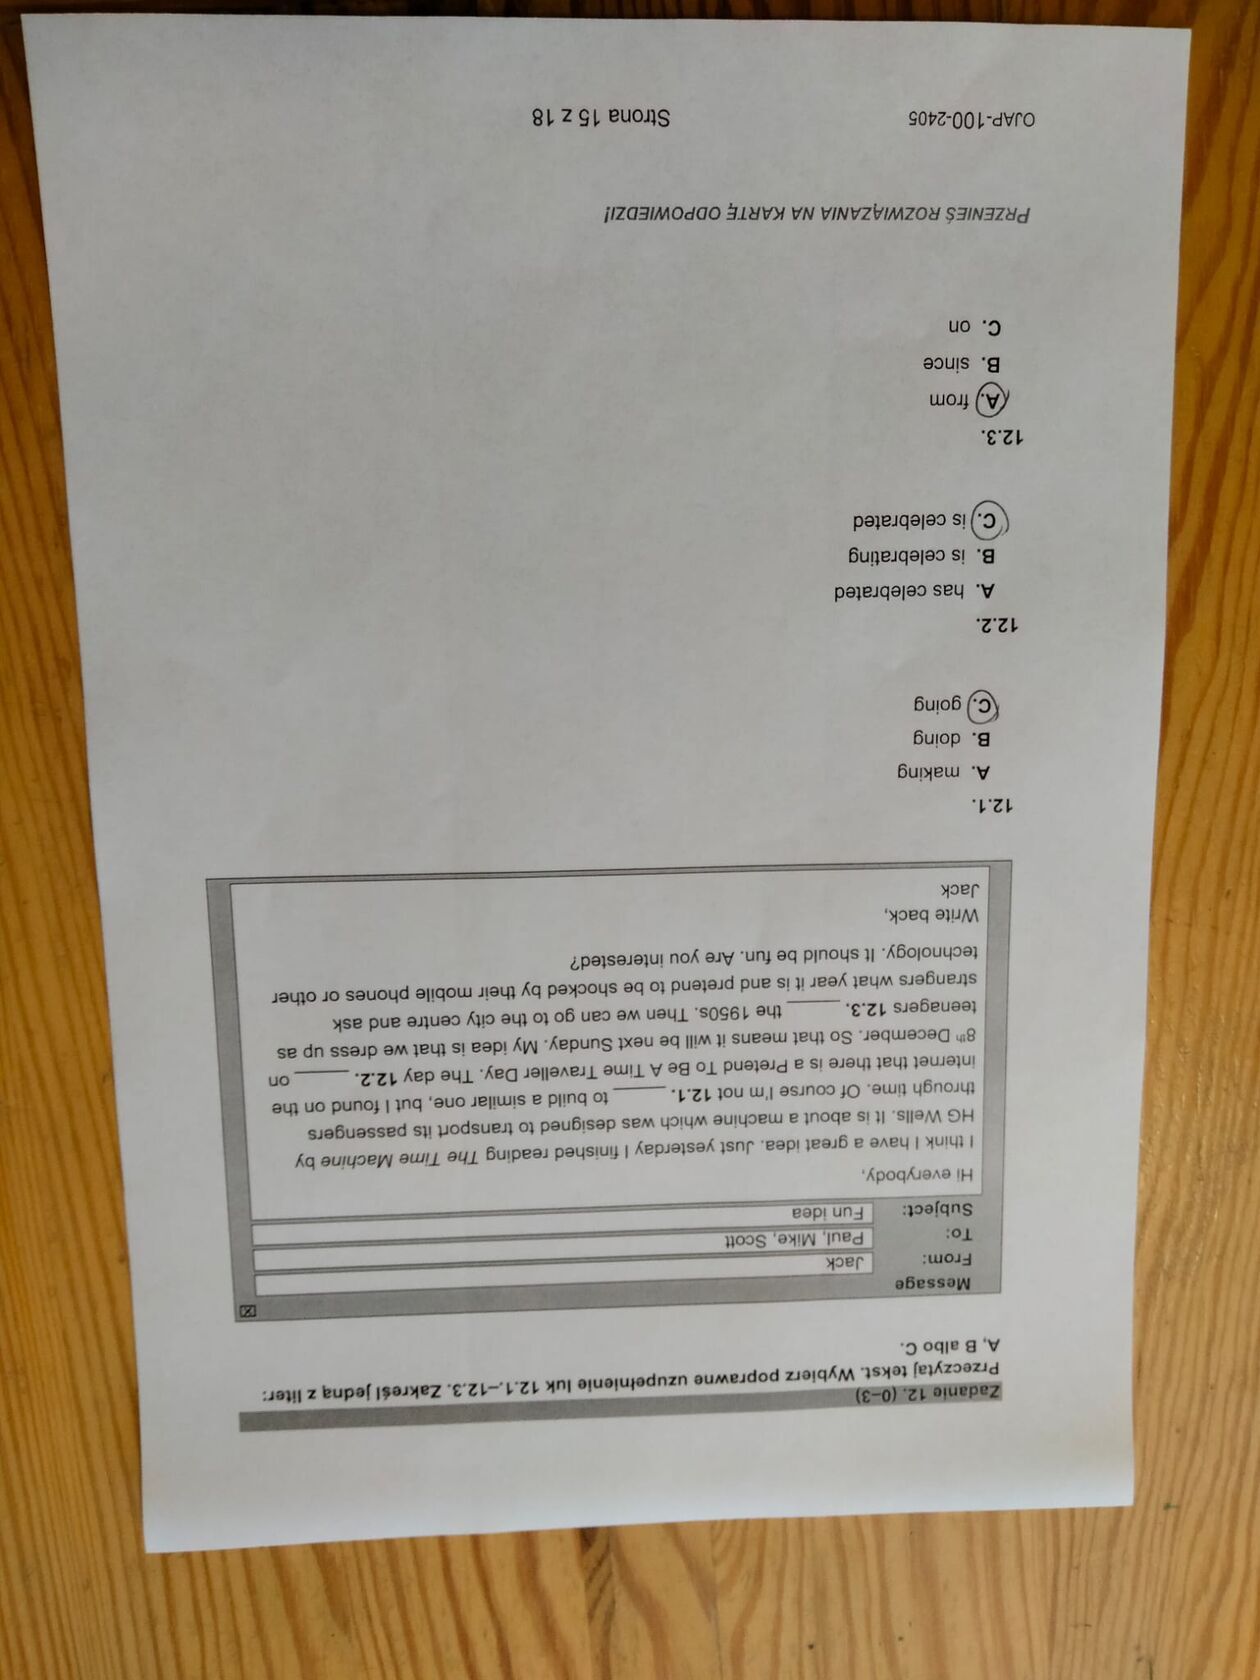 Zadanie 12. (0–3)
Przeczytaj tekst. Wybierz poprawne uzupełnienie luk 12.1.–12.3. Zakreśl jedną z liter:
A, B albo C.
Message
From: Jack
To: Paul, Mike, Scott
Subject: Fun idea
Hi everybody,
I think I have a great idea. Just yesterday I finished reading The Time Machine by
HG Wells. It is about a machine which was designed to transport its passengers
through time. Of course I'm not 12.1. ______ to build a similar one, but I found on the
internet that there is a Pretend To Be A Time Traveller Day. The day 12.2. ______ on
8th December. So that means it will be next Sunday. My idea is that we dress up as
teenagers 12.3. ______ the 1950s. Then we can go to the city centre and ask
strangers what year it is and pretend to be shocked by their mobile phones or other
technology. It should be fun. Are you interested?
Write back,
Jack
12.1.
A. making
B. doing
C. going
12.2.
A. has celebrated
B. is celebrating
C. is celebrated
12.3.
A. from
B. since
C. on
PRZENIEŚ ROZWIĄZANIA NA KARTĘ ODPOWIEDZI!
OJAP-100-2405 Strona 15 z 18